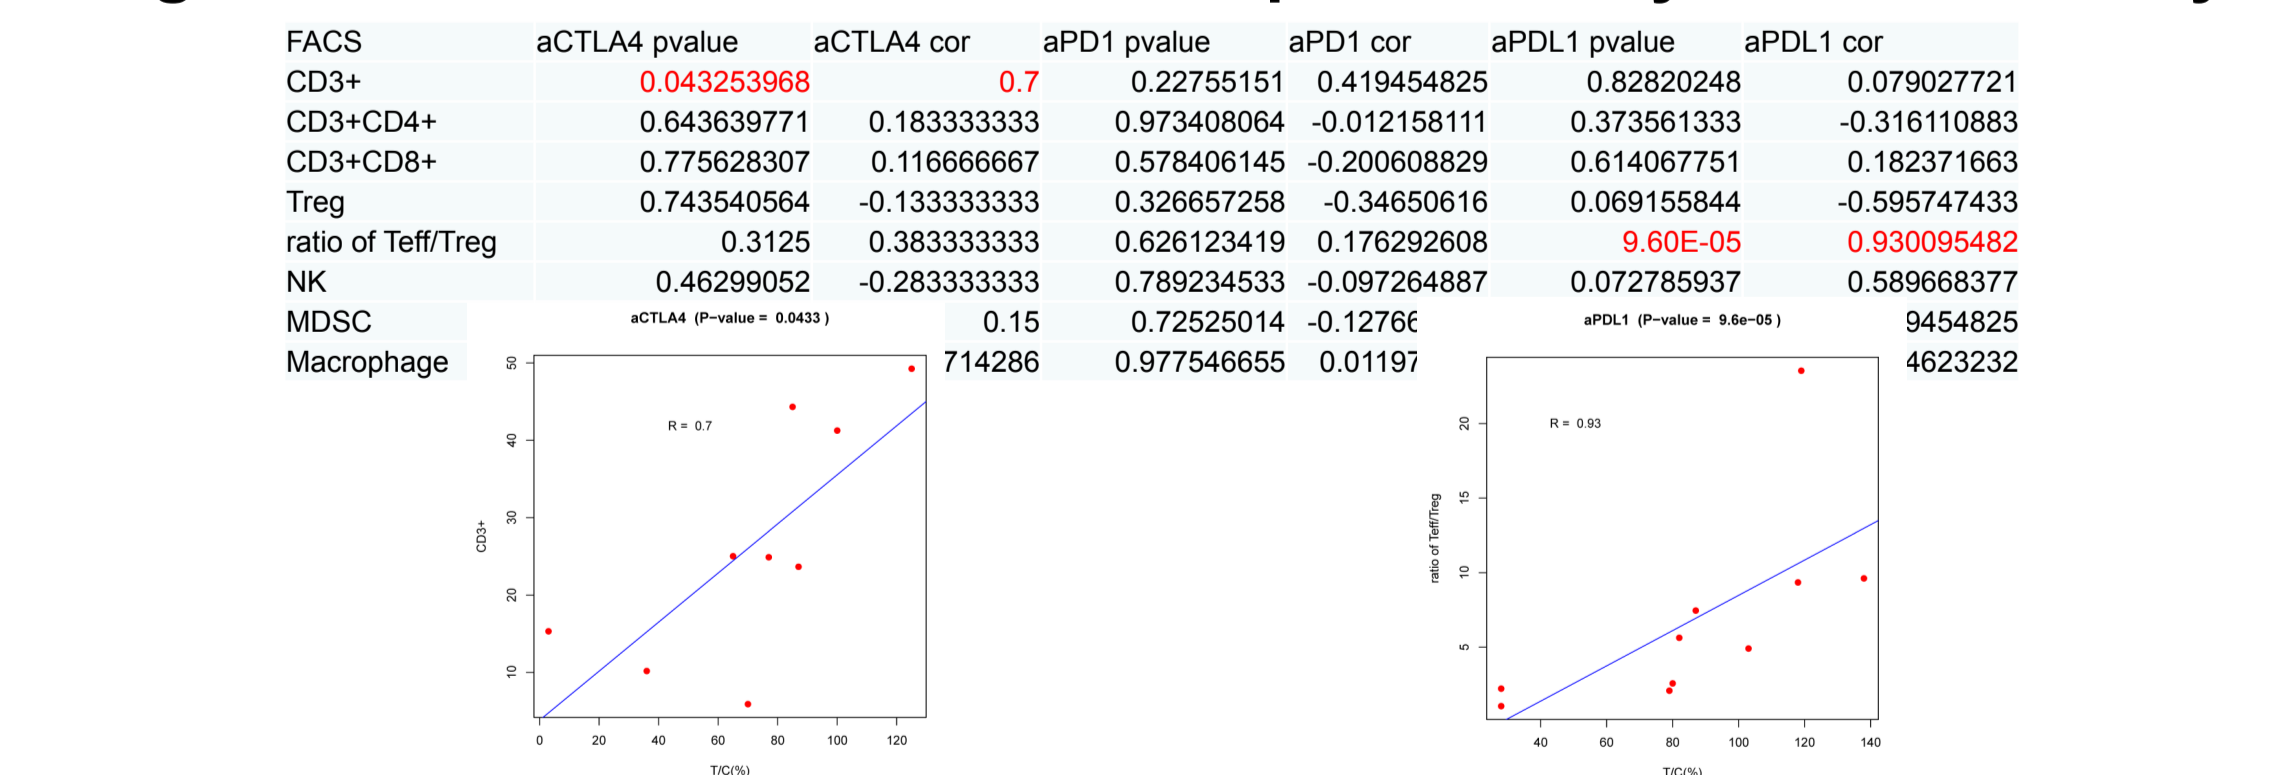 FACS aCTLA4 pvalue aCTLA4 cor aPD1 pvalue aPD1 cor aPDL1 pvalue aPDL1 cor
CD3+ 0.043253968 0.7 0.22755151 0.419454825 0.82820248 0.079027721
CD3+CD4+ 0.643639771 0.183333333 0.973408064 -0.012158111 0.373561333 -0.316110883
CD3+CD8+ 0.775628307 0.116666667 0.578406145 -0.200608829 0.614067751 0.182371663
Treg 0.743540564 -0.133333333 0.326657258 -0.34650616 0.069155844 -0.595747433
ratio of Teff/Treg 0.3125 0.383333333 0.626123419 0.176292608 9.60E-05 0.930095482
NK 0.46299052 -0.283333333 0.789234533 -0.097264887 0.072785937 0.589668377
MDSC 0.15 0.72525014 -0.12766 9454825
Macrophage 714286 0.977546655 0.01197 4623232
aCTLA4 (P-value = 0.0433 )
R = 0.7
CD3+
50
40
30
20
10
0 20 40 60 80 100 120
T/C(%)
aPDL1 (P-value = 9.6e-05 )
R = 0.93
ratio of Teff/Treg
20
15
10
5
40 60 80 100 120 140
T/C(%)